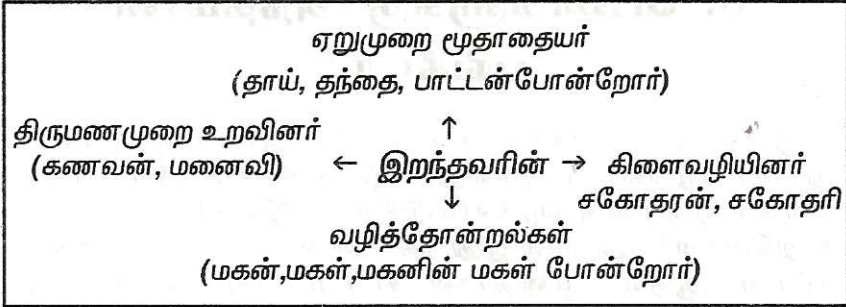 ஏறுமுறை மூதாதையர்
(தாய், தந்தை, பாட்டன்போன்றோர்)
திருமணமுறை உறவினர் ↑
(கணவன், மனைவி) ← இறந்தவரின் → கிளைவழியினர்
↓ சகோதரன், சகோதரி
வழித்தோன்றல்கள்
(மகன்,மகள்,மகனின் மகள் போன்றோர்)